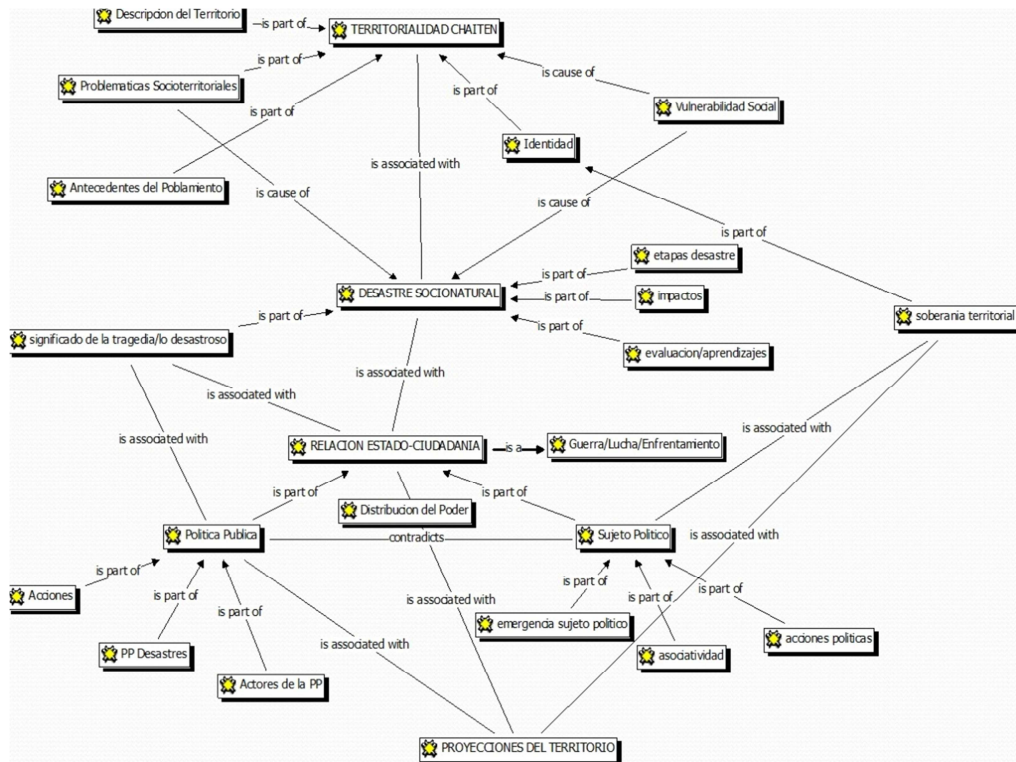 Descripcion del Territorio
is part of
TERRITORIALIDAD CHAITEN
is part of
is cause of
Problematicas Socioterritoriales
is part of
Vulnerabilidad Social
is part of
Identidad
is associated with
Antecedentes del Poblamiento
is cause of
is cause of
is part of
etapas desastre
is part of
DESASTRE SOCIONATURAL
is part of
impactos
is part of
soberania territorial
is part of
significado de la tragedia/lo desastroso
evaluacion/aprendizajes
is associated with
is associated with
is associated with
is associated with
RELACION ESTADO-CIUDADANIA
is a
Guerra/Lucha/Enfrentamiento
is part of
is part of
Distribucion del Poder
Politica Publica
contradicts
Sujeto Politico
is associated with
is part of
Acciones
is part of
is part of
is associated with
is part of
is part of
is part of
emergencia sujeto politico
is associated with
acciones politicas
PP Desastres
asociatividad
Actores de la PP
PROYECCIONES DEL TERRITORIO